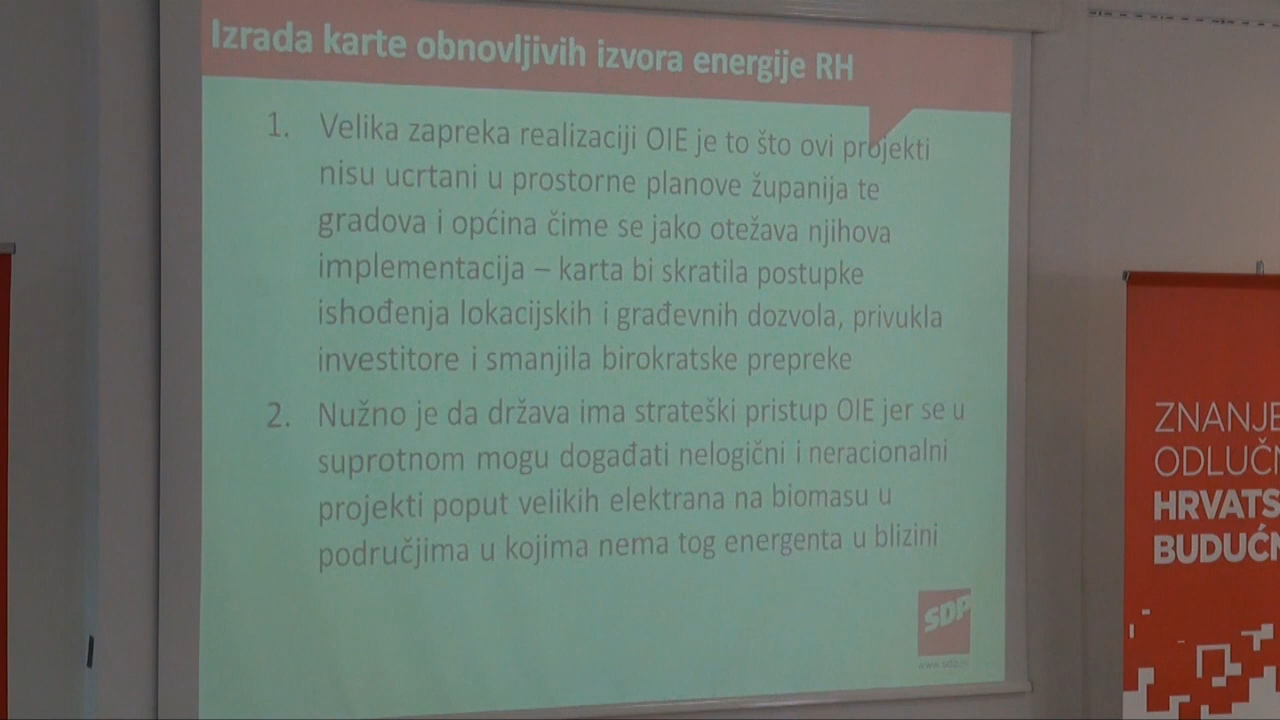 Izrada karte obnovljivih izvora energije RH
1. Velika zapreka realizaciji OIE je to što ovi projekti
nisu ucrtani u prostorne planove županija te
gradova i općina čime se jako otežava njihova
implementacija – karta bi skratila postupke
ishođenja lokacijskih i građevnih dozvola, privukla
investitore i smanjila birokratske prepreke
2. Nužno je da država ima strateški pristup OIE jer se u
suprotnom mogu događati nelogični i neracionalni
projekti poput velikih elektrana na biomasu u
područjima u kojima nema tog energenta u blizini
SDP
ZNANJE
ODLUČN
HRVATS
BUDUĆN